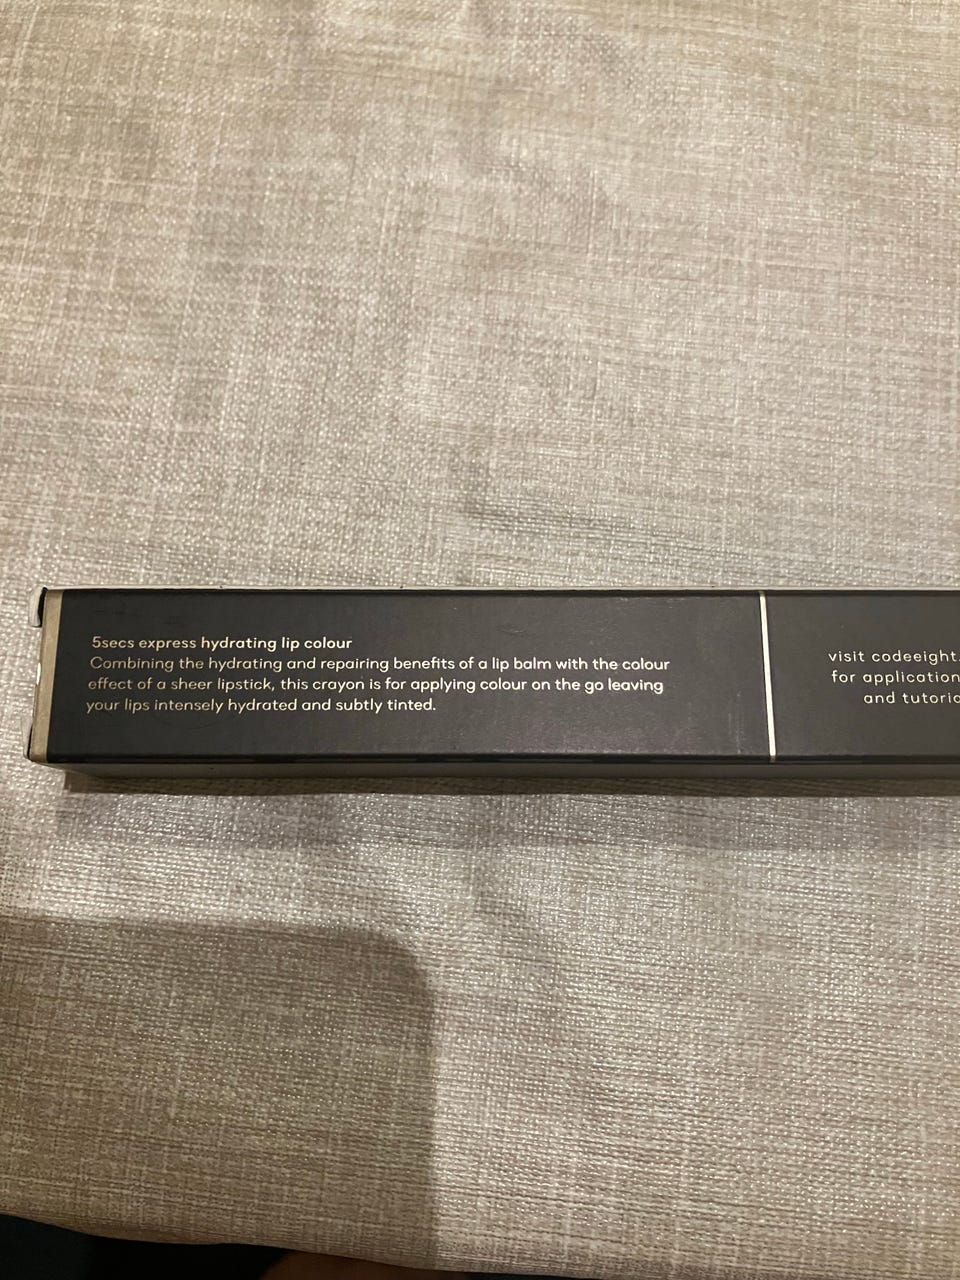 5secs express hydrating lip colour
Combining the hydrating and repairing benefits of a lip balm with the colour
effect of a sheer lipstick, this crayon is for applying colour on the go leaving
your lips intensely hydrated and subtly tinted.
visit codeeight.
for application
and